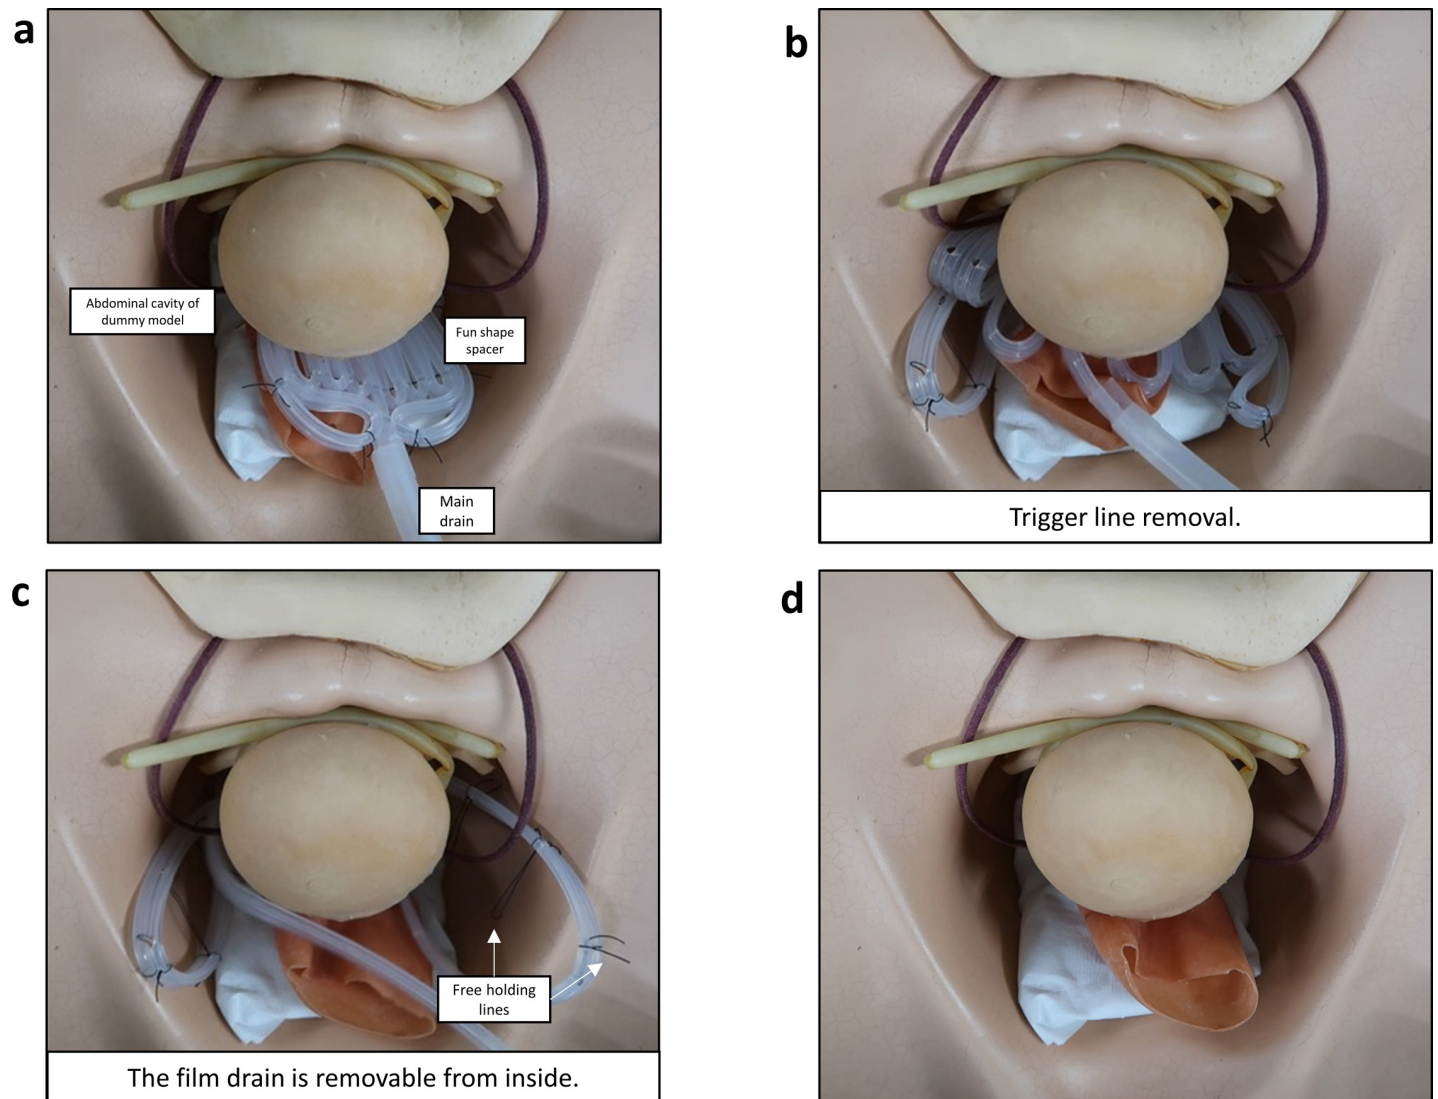 a
Abdominal cavity of
dummy model
Fun shape
spacer
Main
drain
b
Trigger line removal.
c
Free holding
lines
The film drain is removable from inside.
d